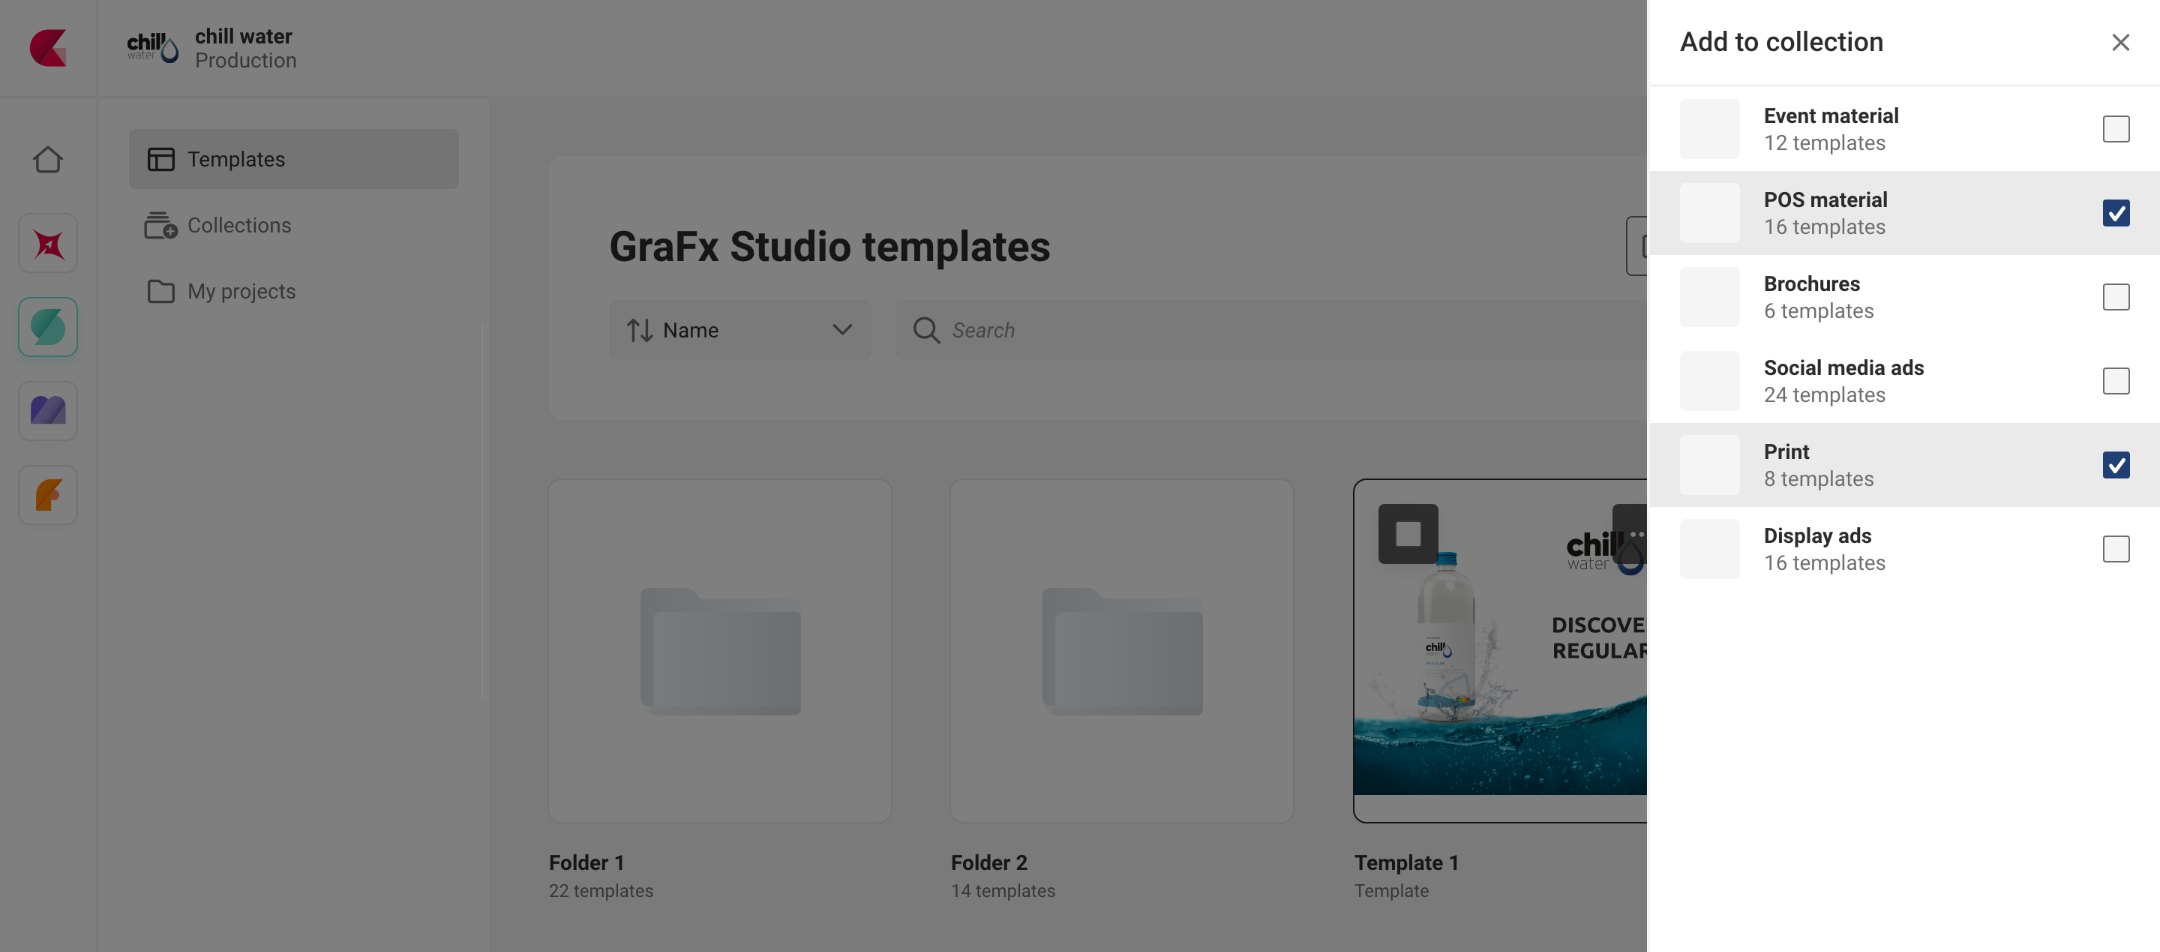 chill
water
chill water
Production
Templates
Collections
My projects
GraFx Studio templates
Name
Search
chill
water
DISCOVE
REGULAR
chill
Folder 1
22 templates
Folder 2
14 templates
Template 1
Template
Add to collection
Event material
12 templates
POS material
16 templates
Brochures
6 templates
Social media ads
24 templates
Print
8 templates
Display ads
16 templates